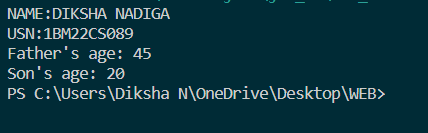 NAME:DIKSHA NADIGA
USN:1BM22CS089
Father's age: 45
Son's age: 20
PS C:\Users\Diksha N\OneDrive\Desktop\WEB>